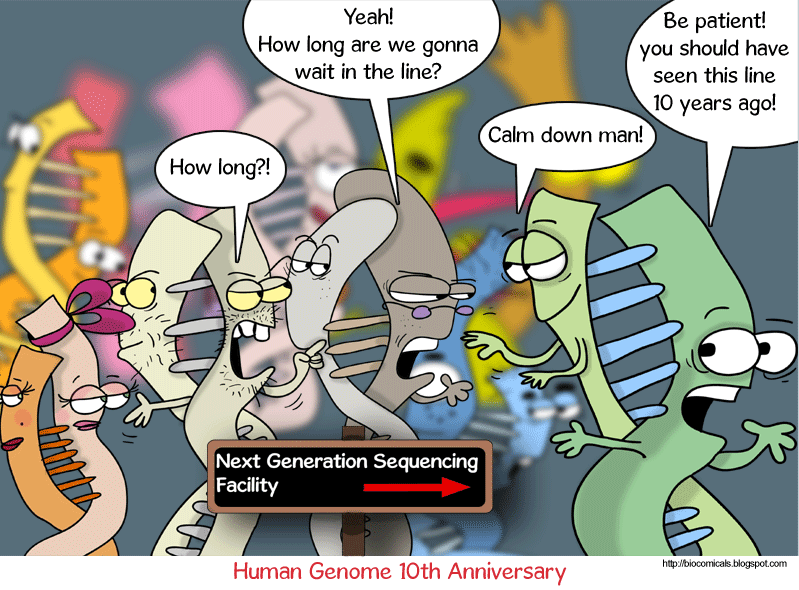 Yeah!
How long are we gonna
wait in the line?
Be patient!
you should have
seen this line
10 years ago!
Calm down man!
How long?!
Next Generation Sequencing
Facility
Human Genome 10th Anniversary
http://biocomicals.blogspot.com